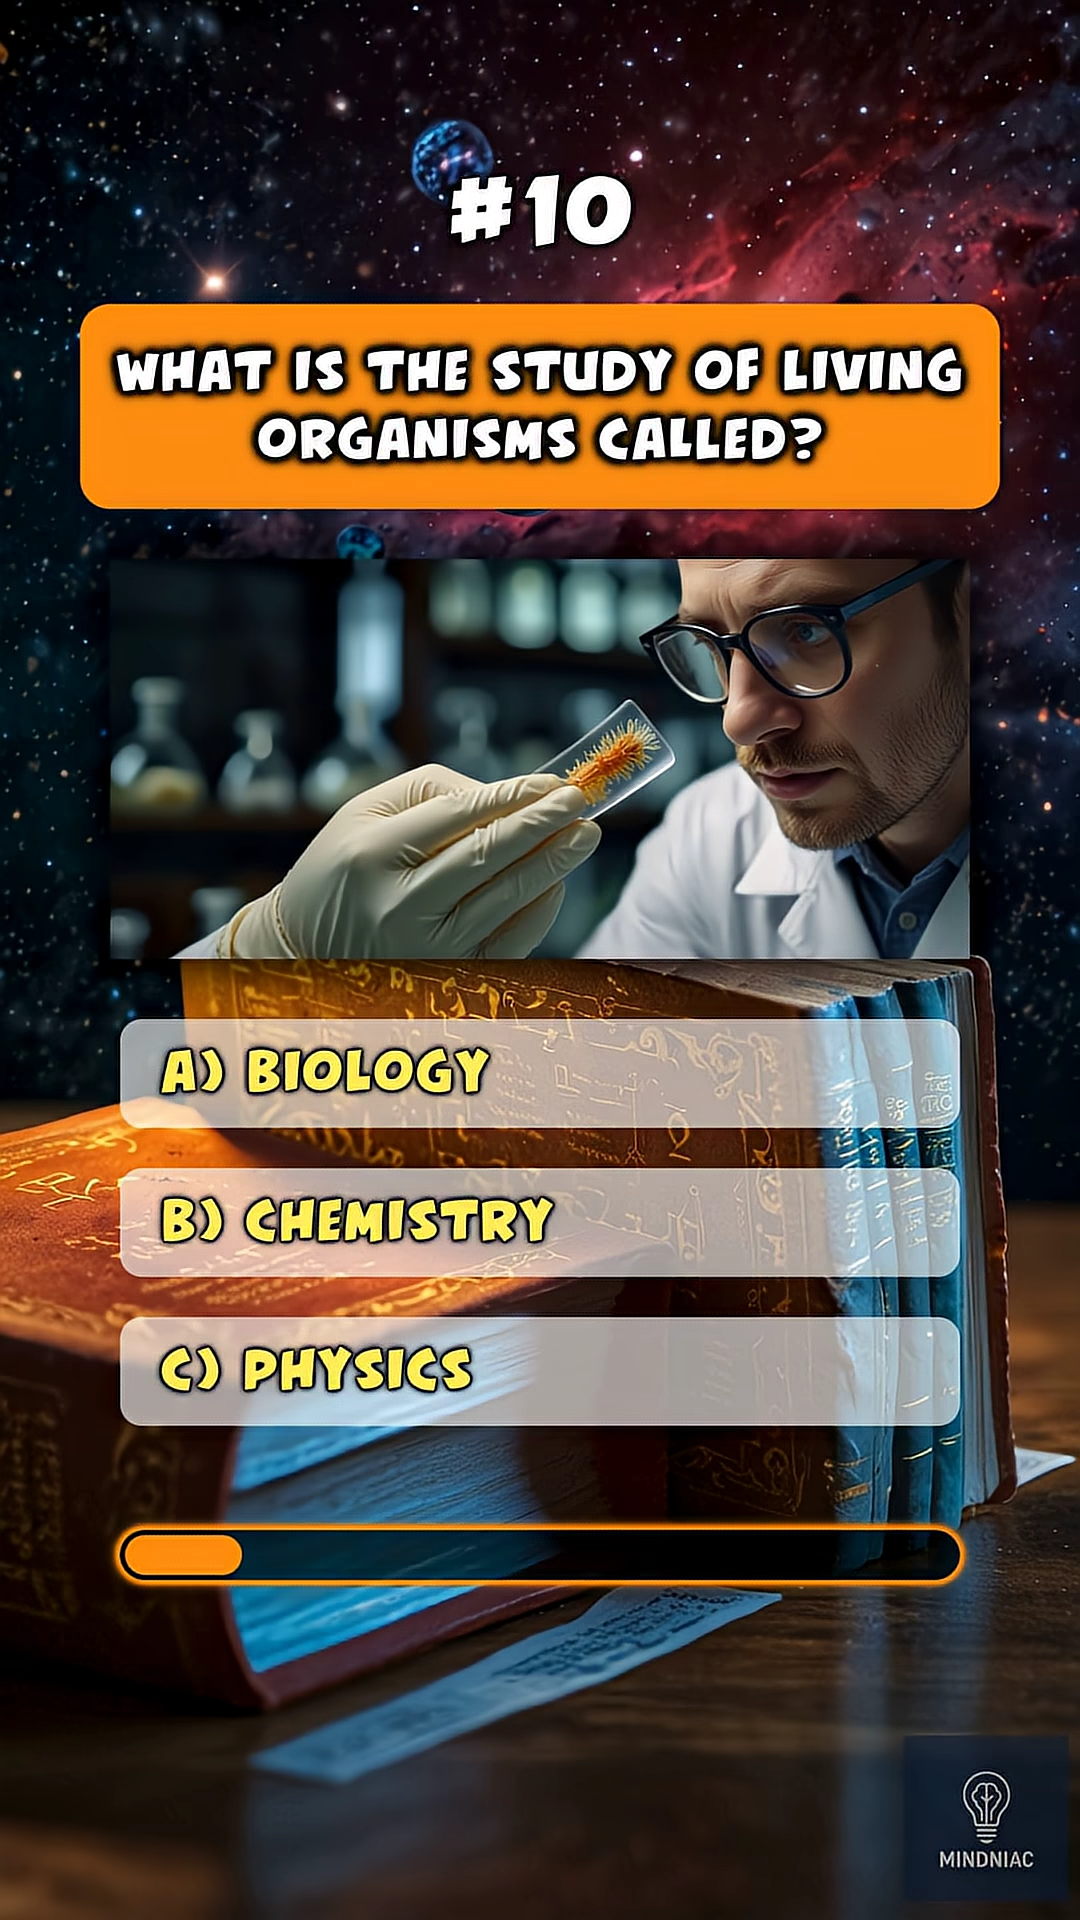 #10
WHAT IS THE STUDY OF LIVING
ORGANISMS CALLED?
A) BIOLOGY
B) CHEMISTRY
C) PHYSICS
MINDNIAC